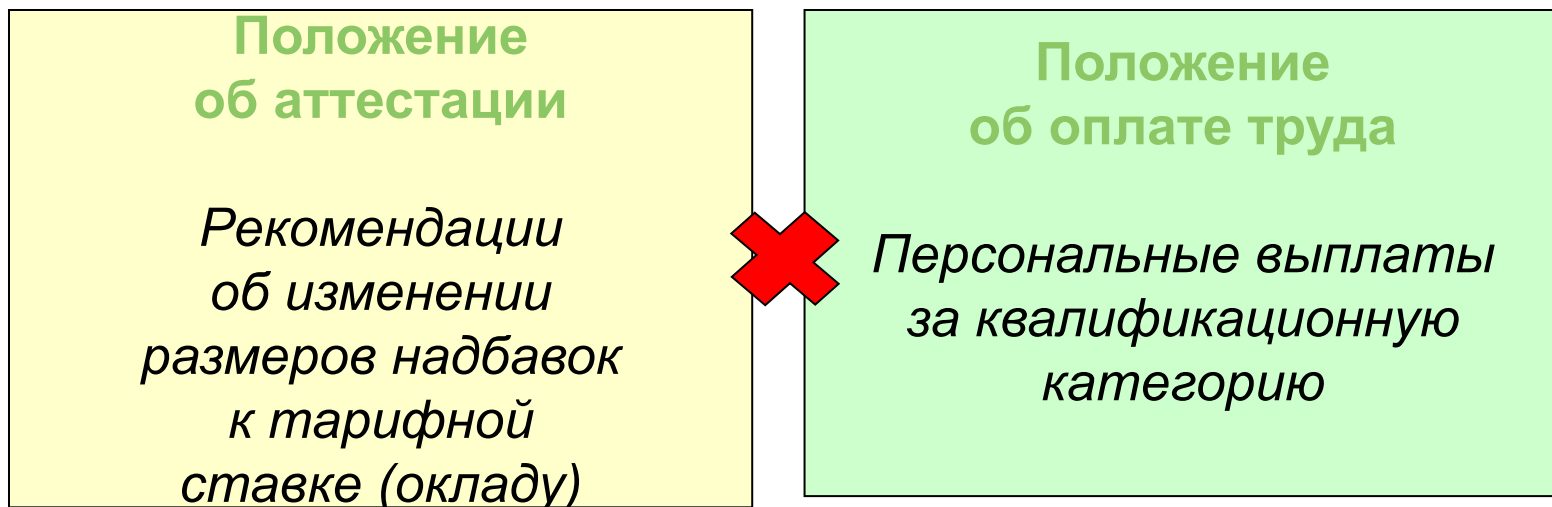 Положение
об аттестации
Рекомендации
об изменении
размеров надбавок
к тарифной
ставке (окладу)
Положение
об оплате труда
Персональные выплаты
за квалификационную
категорию